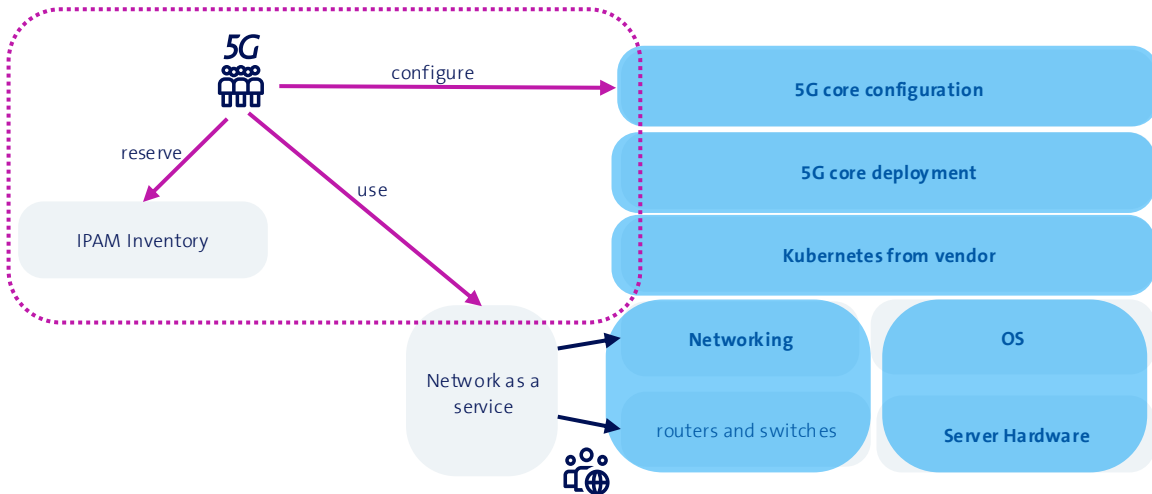 5G
configure
5G core configuration
reserve
5G core deployment
use
IPAM Inventory
Kubernetes from vendor
Networking
OS
Network as a
service
routers and switches
Server Hardware